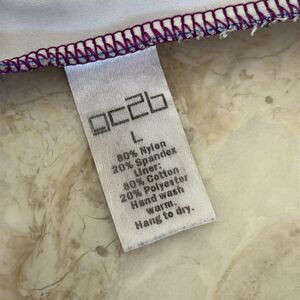 gc2b
L
80% Nylon
20% Spandex
Liner:
80% Cotton
20% Polyester
Hand wash
warm.
Hang to dry.